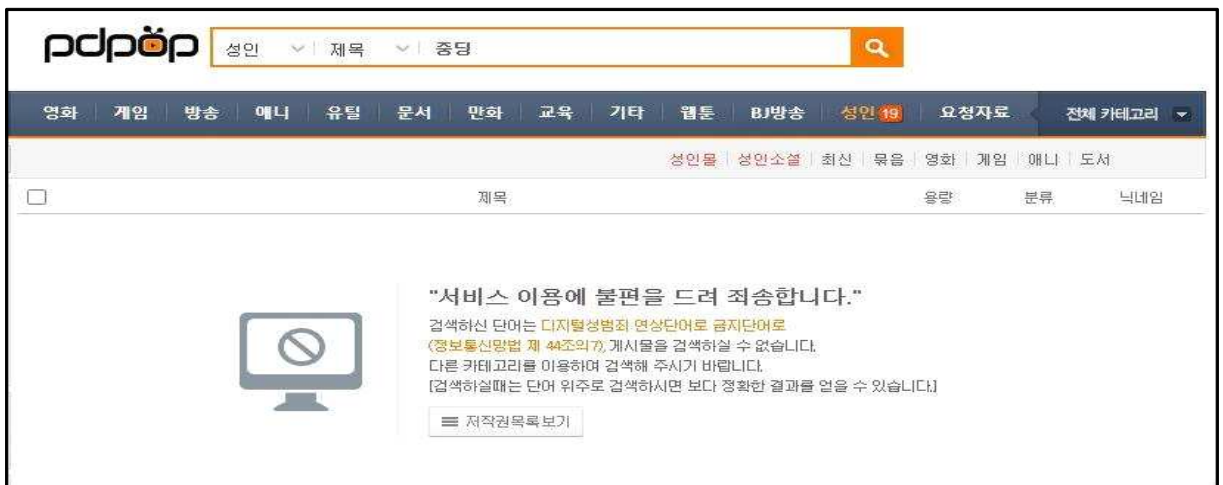 pdpop 성인 제목 중딩
영화 게임 방송 애니 유틸 문서 만화 교육 기타 웹툰 BJ방송 성인 19 요청자료 전체 카테고리
성인물 성인소설 최신 묶음 영화 게임 애니 도서
제목 용량 분류 닉네임
"서비스 이용에 불편을 드려 죄송합니다."
검색하신 단어는 디지털성범죄 연상단어로 금지단어로
(정보통신망법 제 44조의7), 게시물을 검색하실 수 없습니다.
다른 카테고리를 이용하여 검색해 주시기 바랍니다.
[검색하실때는 단어 위주로 검색하시면 보다 정확한 결과를 얻을 수 있습니다.]
저작권목록보기